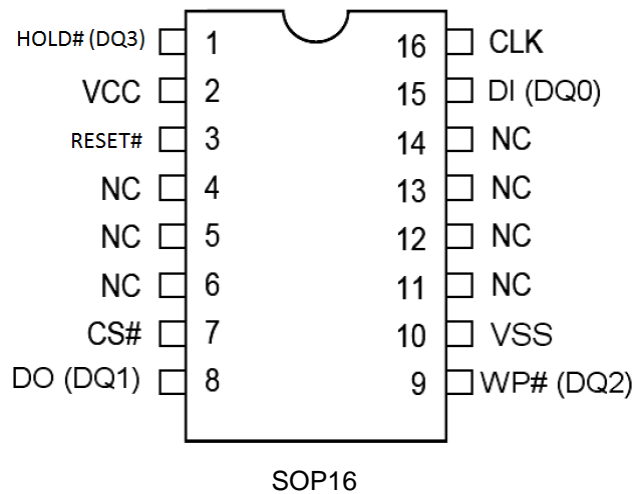 HOLD# (DQ3) 1 16 CLK
VCC 2 15 DI (DQ0)
RESET# 3 14 NC
NC 4 13 NC
NC 5 12 NC
NC 6 11 NC
CS# 7 10 VSS
DO (DQ1) 8 9 WP# (DQ2)
SOP16